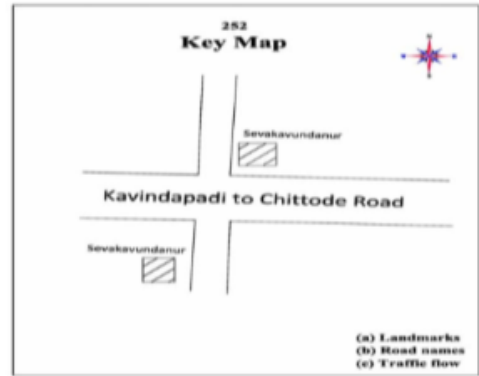 252
Key Map
Sevakavundanur
Kavindapadi to Chittode Road
Sevakavundanur
(a) Landmarks
(b) Road names
(c) Traffic flow